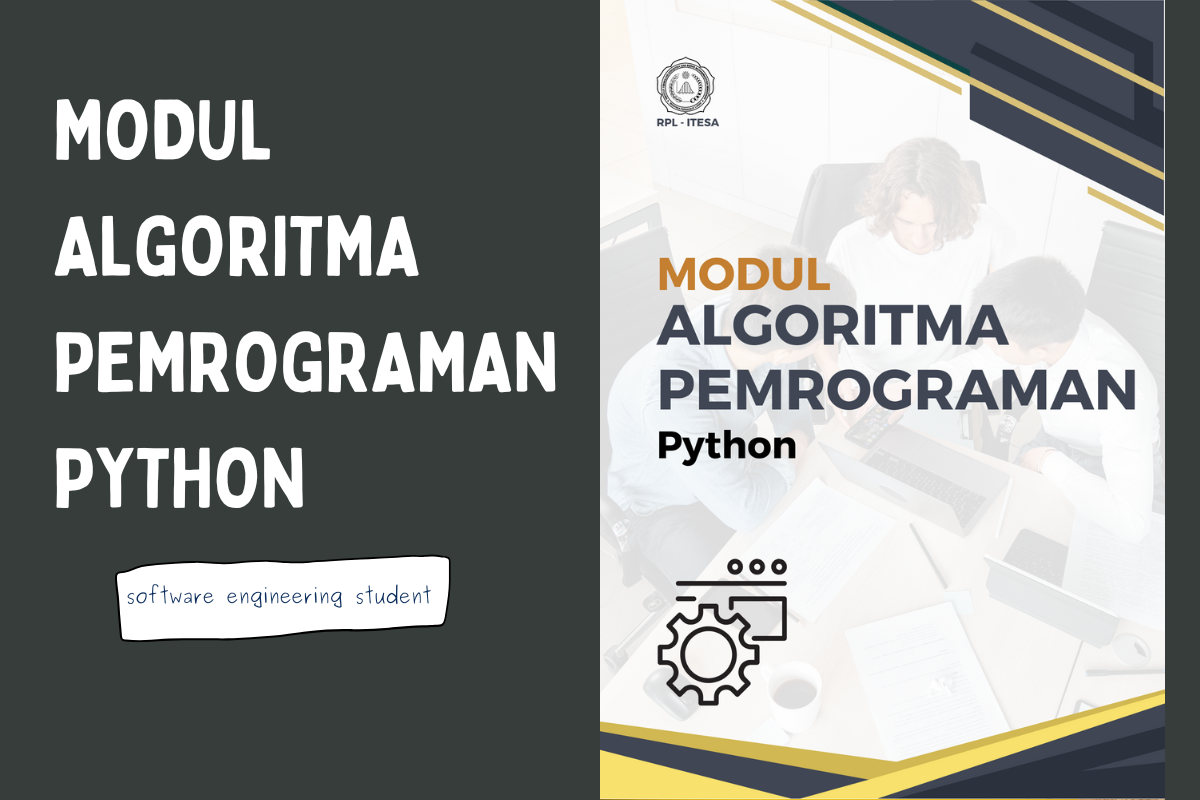 MODUL
ALGORITMA
PEMROGRAMAN
PYTHON
software engineering student
RPL - ITESA
MODUL
ALGORITMA
PEMROGRAMAN
Python